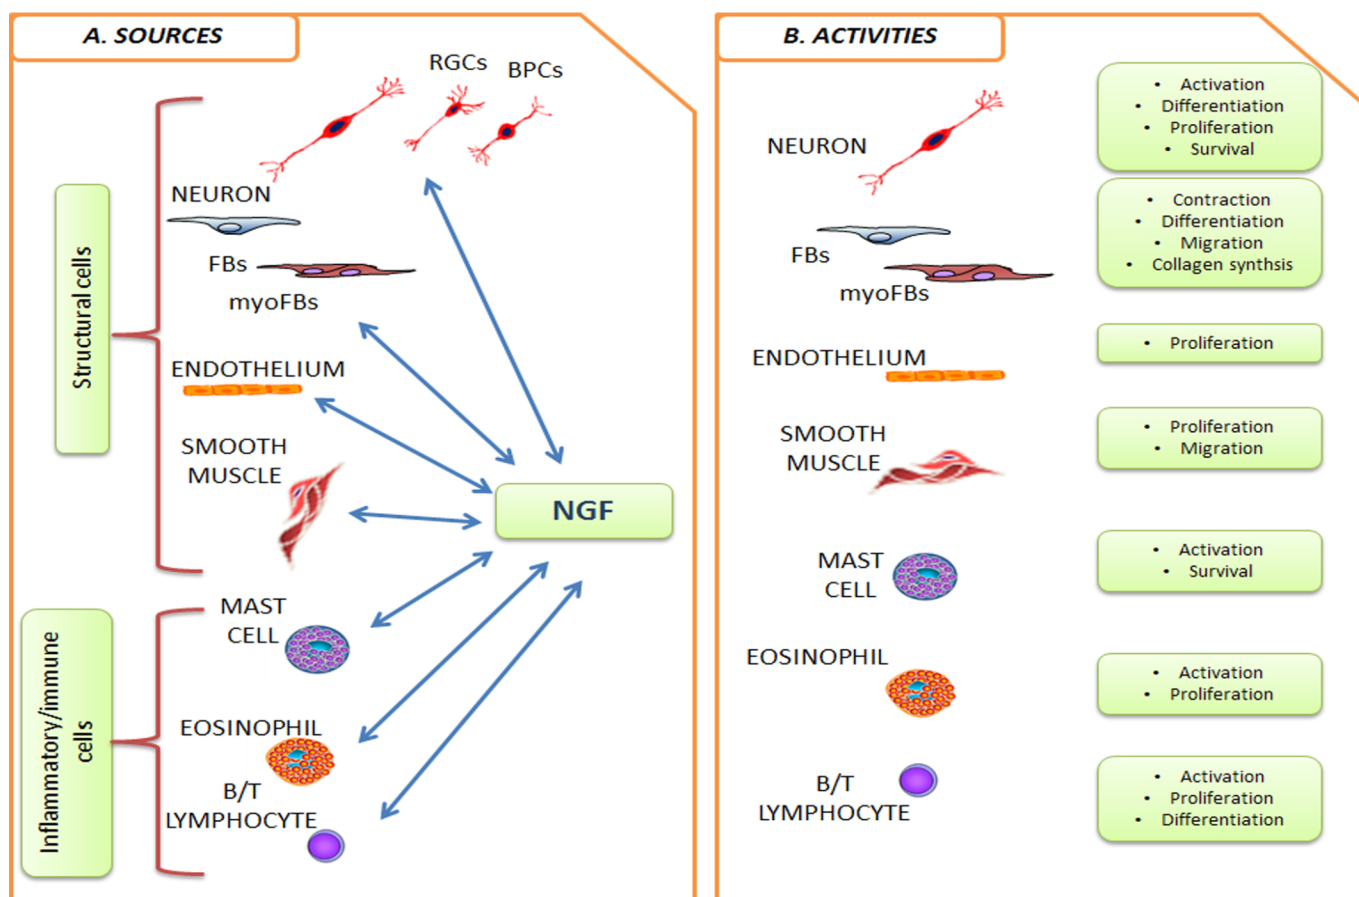 A. SOURCES
RGCs
BPCs
NEURON
FBs
myoFBs
ENDOTHELIUM
SMOOTH
MUSCLE
Structural cells
NGF
MAST
CELL
EOSINOPHIL
B/T
LYMPHOCYTE
Inflammatory/immune
cells
B. ACTIVITIES
NEURON
• Activation
• Differentiation
• Proliferation
• Survival
FBs
myoFBs
• Contraction
• Differentiation
• Migration
• Collagen synthsis
ENDOTHELIUM
• Proliferation
SMOOTH
MUSCLE
• Proliferation
• Migration
MAST
CELL
• Activation
• Survival
EOSINOPHIL
• Activation
• Proliferation
B/T
LYMPHOCYTE
• Activation
• Proliferation
• Differentiation